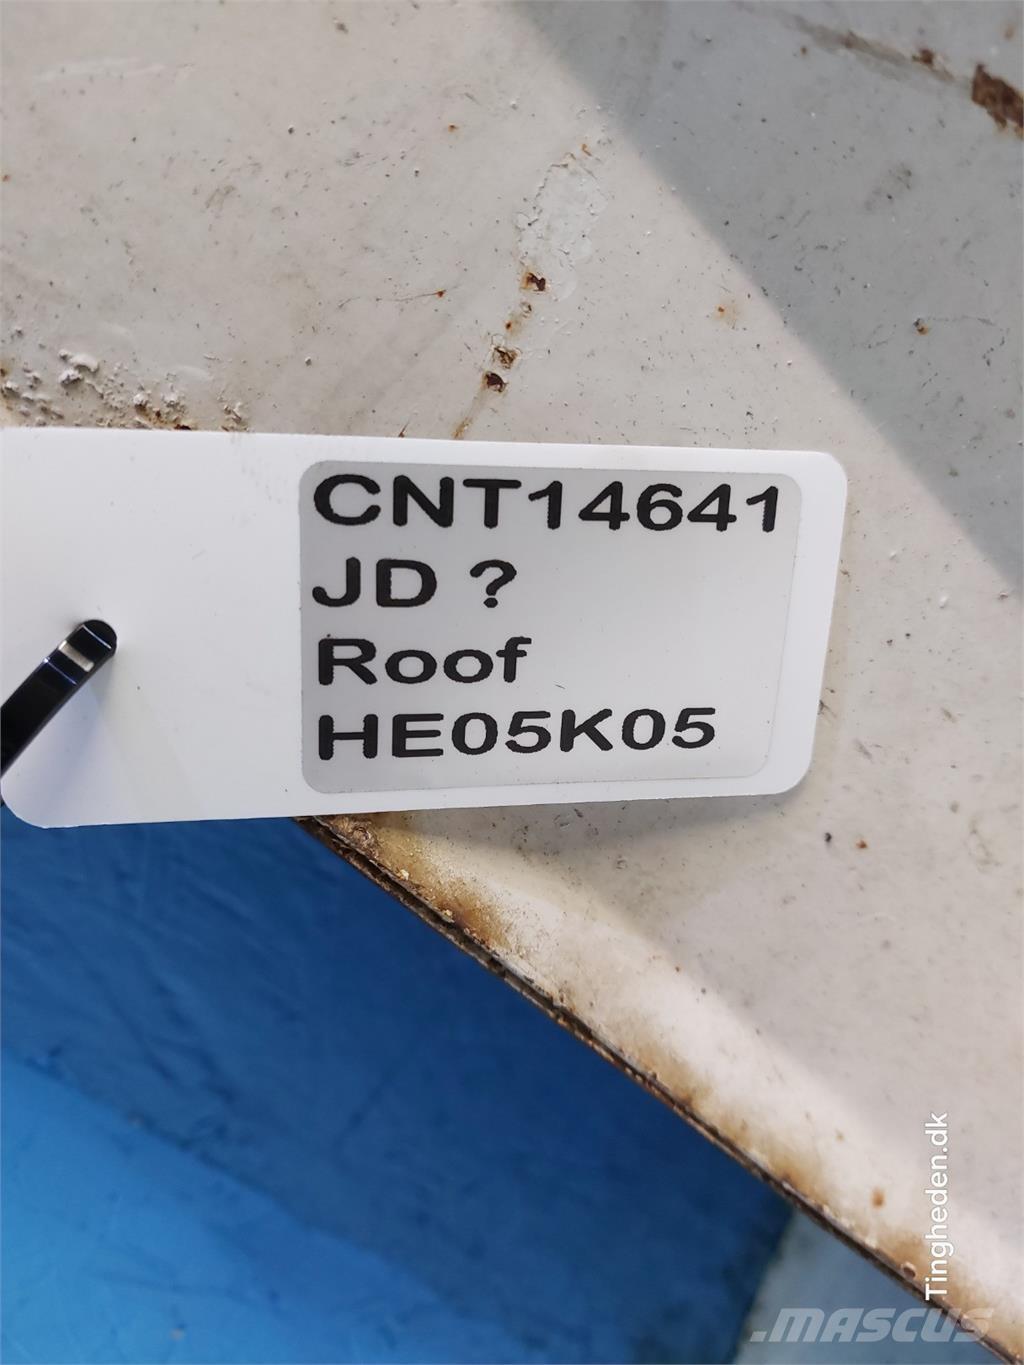 CNT14641
JD ?
Roof
HE05K05
Tingheden.dk
.MASCUS